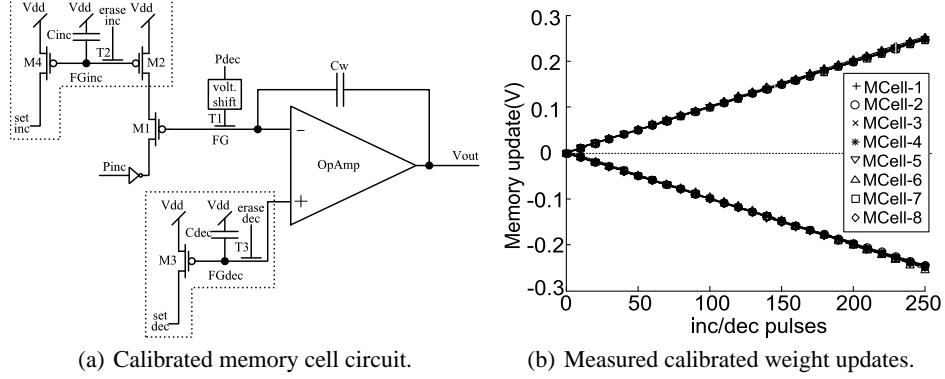 Vdd
Vdd
erase
inc
Vdd
Cinc
T2
M4
M2
FGinc
set
inc
M1
Pinc
Pdec
volt.
shift
T1
FG
Cw
−
OpAmp
+
Vout
Vdd
Vdd
erase
dec
Cdec
T3
M3
FGdec
set
dec
(a) Calibrated memory cell circuit.
Memory update(V)
0.3
0.2
0.1
0
-0.1
-0.2
-0.3
0
50
100
150
200
250
inc/dec pulses
MCell-1
MCell-2
MCell-3
MCell-4
MCell-5
MCell-6
MCell-7
MCell-8
(b) Measured calibrated weight updates.